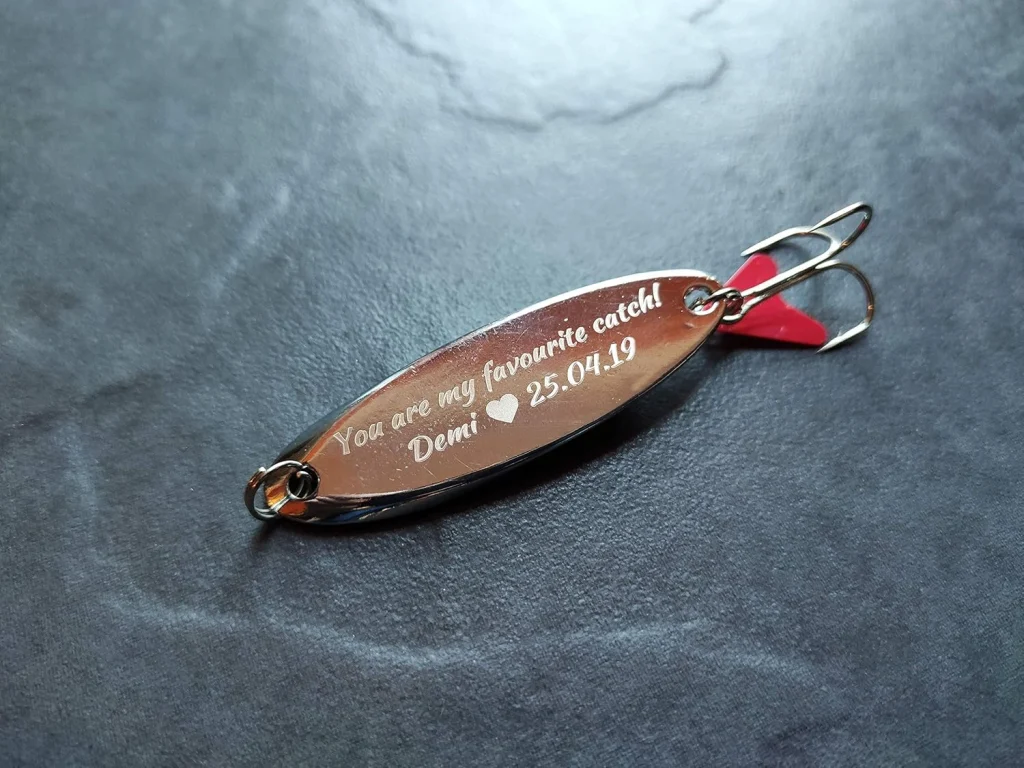 You are my favourite catch!
Demi ♥ 25.04.19